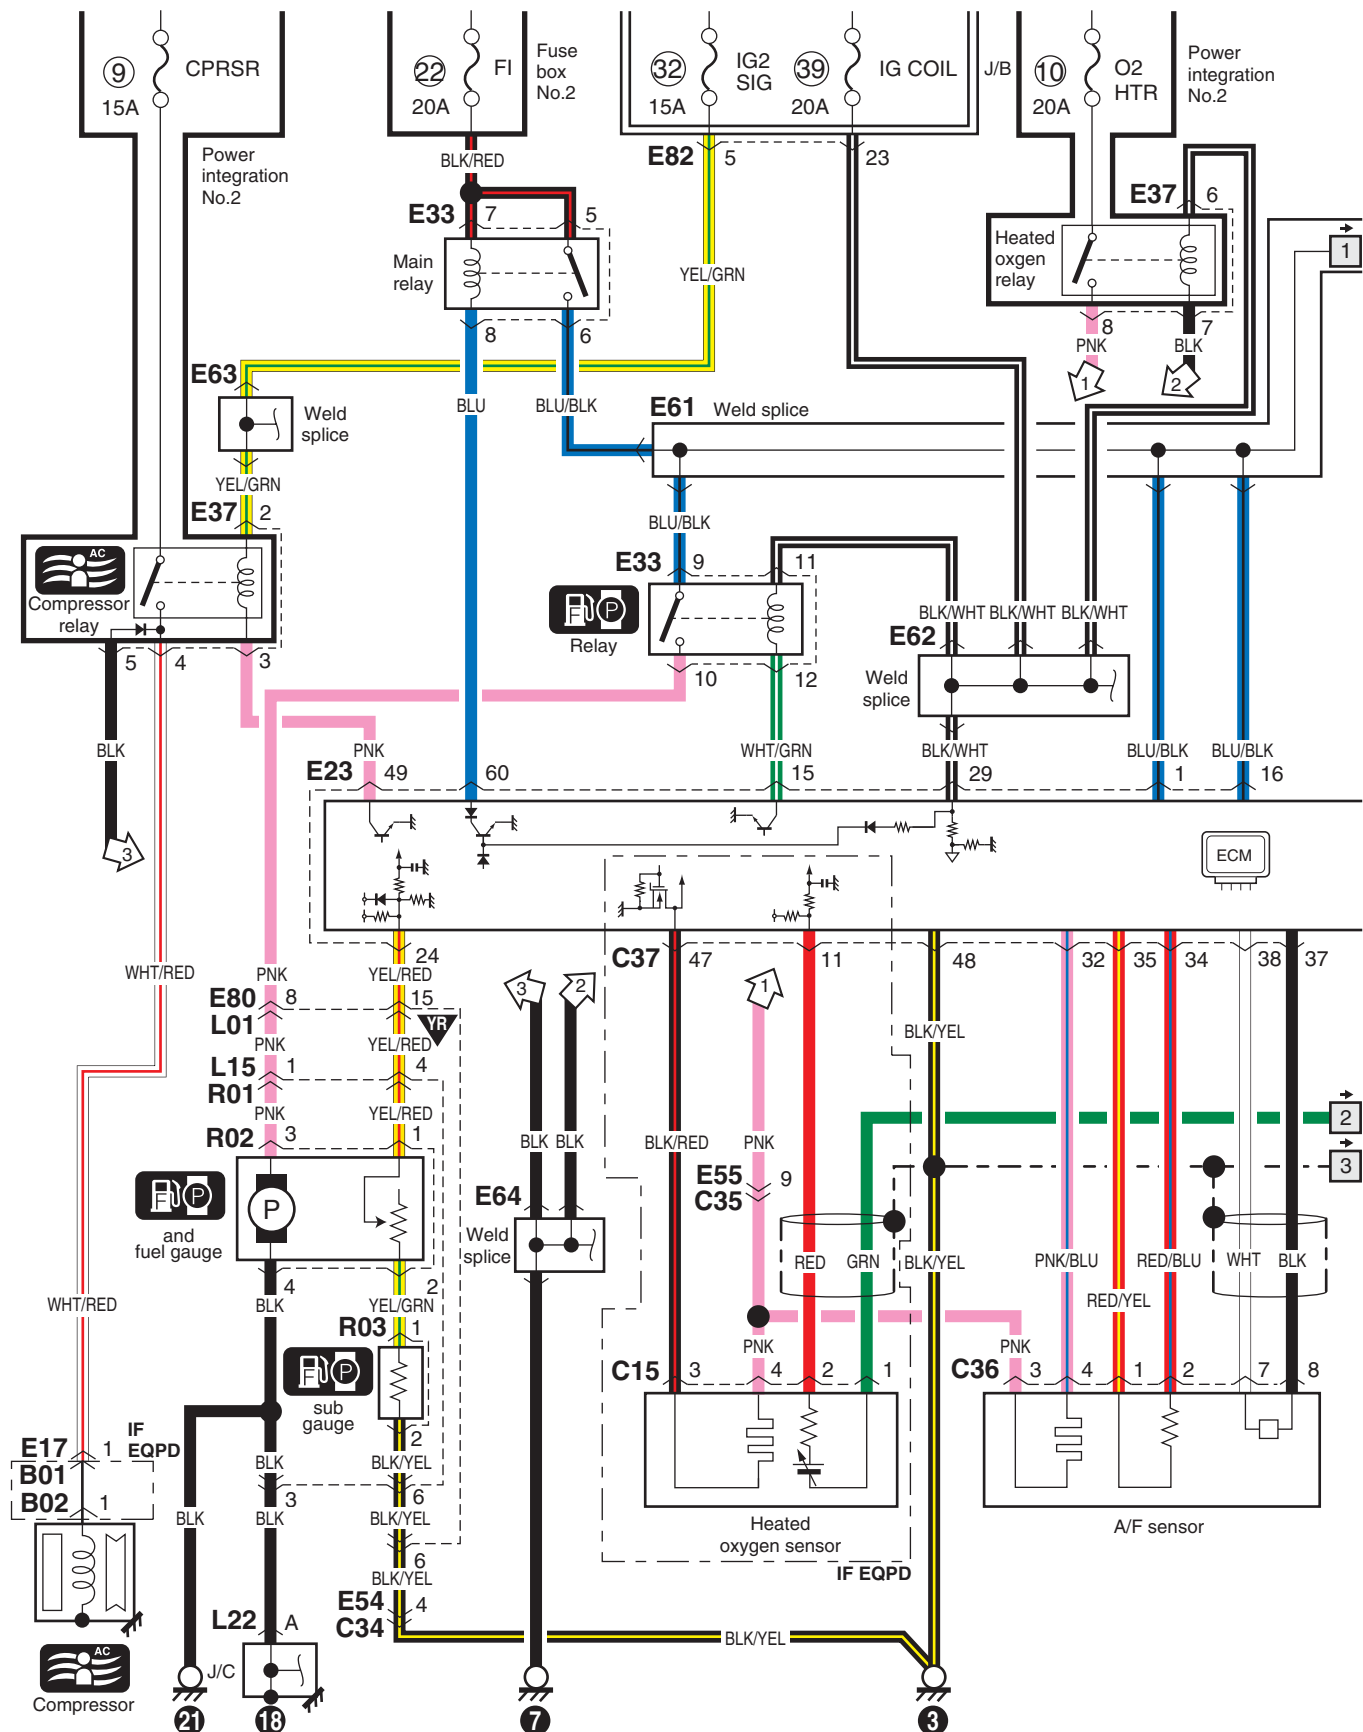 9 CPRSR
15A
22 FI
20A
Fuse
box
No.2
32 IG2
SIG
15A
39 IG COIL
20A
J/B
10 O2
HTR
20A
Power
integration
No.2
Power
integration
No.2
BLK/RED
E82 5 23
E33 7 5
E37 6
Main
relay
YEL/GRN
Heated
oxgen
relay
1
8 6
8 7
PNK BLK
1 2
E63
BLU BLU/BLK
E61 Weld splice
Weld
splice
YEL/GRN
E37 2
BLU/BLK
E33 9 11
AC
Compressor
relay
F P
Relay
BLK/WHT BLK/WHT BLK/WHT
E62
5 4 3
10 12
Weld
splice
BLK
PNK
WHT/GRN
BLK/WHT
BLU/BLK BLU/BLK
E23 49 60 15 29 1 16
3
ECM
24
C37 47 11 48 32 35 34 38 37
WHT/RED
PNK YEL/RED
3 2 1
E80 8 15
L01
YR
BLK/YEL
PNK YEL/RED
L15 1 4
R01
PNK YEL/RED
2
R02 3 1
BLK BLK
BLK/RED PNK
3
F P
and
fuel gauge
P
E55 9
C35
E64
Weld
splice
RED GRN BLK/YEL PNK/BLU RED/BLU WHT BLK
4 2
WHT/RED BLK YEL/GRN
RED/YEL
R03 1
PNK
F P
sub
gauge
C15 3 4 2 1
C36 3 4 1 2 7 8
2
E17 1 IF
EQPD
B01
B02 1
BLK BLK/YEL
3 6
BLK BLK BLK/YEL
Heated
oxygen sensor
A/F sensor
6
BLK/YEL
IF EQPD
E54 4
C34
L22 A
BLK/YEL
AC
Compressor
J/C
21 18 7 3